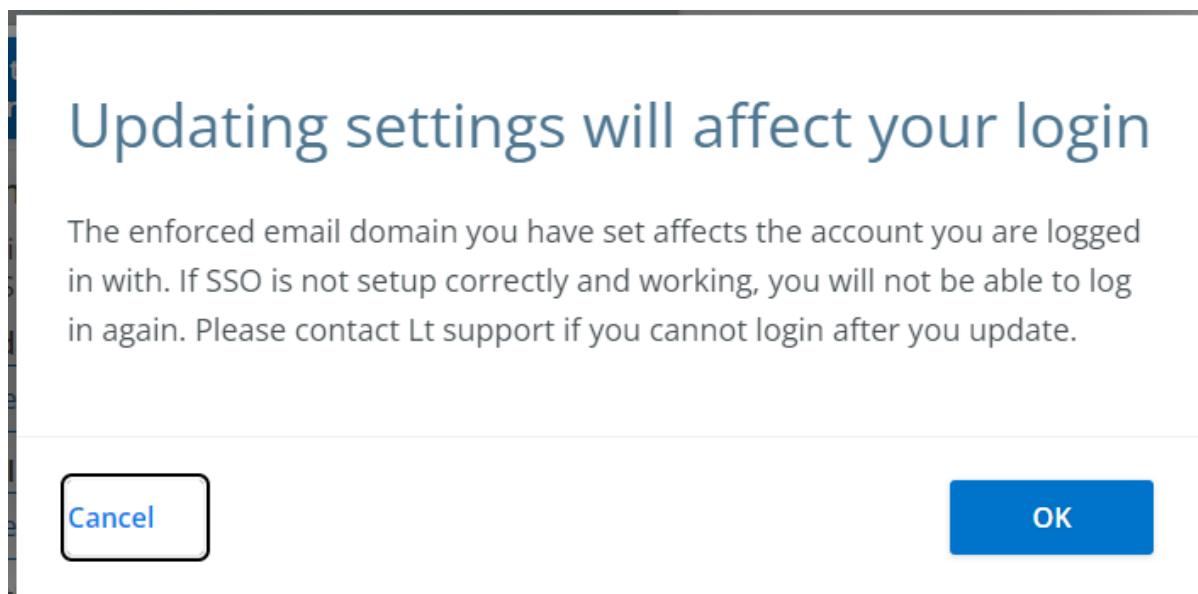 Updating settings will affect your login
The enforced email domain you have set affects the account you are logged
in with. If SSO is not setup correctly and working, you will not be able to log
in again. Please contact Lt support if you cannot login after you update.
Cancel
OK